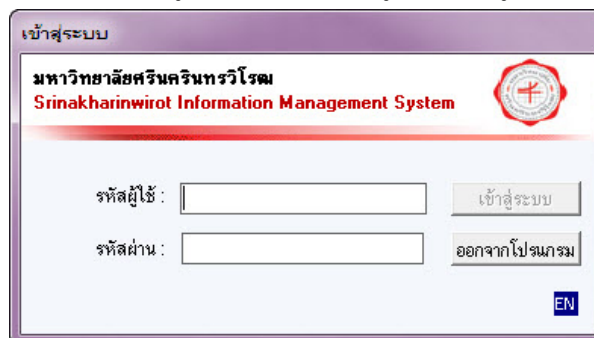 เข้าสู่ระบบ
มหาวิทยาลัยศรีนครินทรวิโรฒ
Srinakharinwirot Information Management System
รหัสผู้ใช้ :
เข้าสู่ระบบ
รหัสผ่าน :
ออกจากโปรแกรม
EN